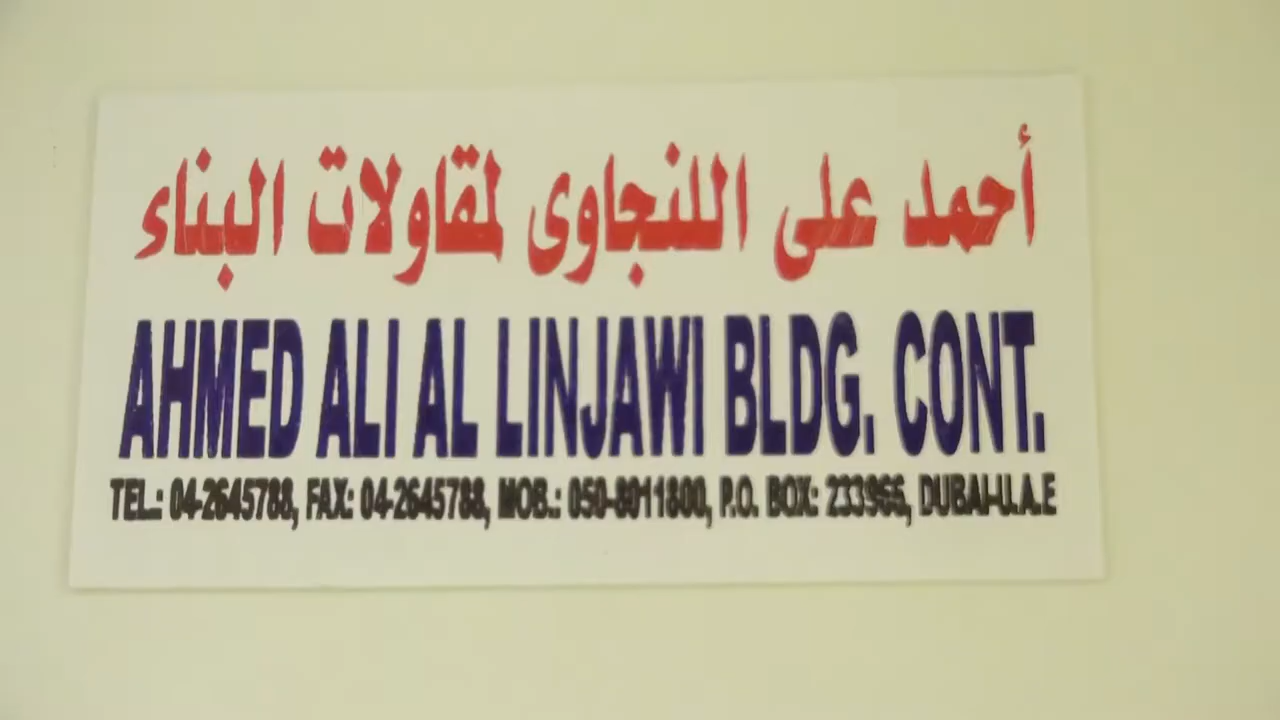 أحمد على اللنجاوى لمقاولات البناء
AHMED ALI AL LINJAWI BLDG. CONT.
TEL.: 04-2645788, FAX: 04-2645788, MOB.: 050-8011800, P.O. BOX: 233965, DUBAI-U.A.E